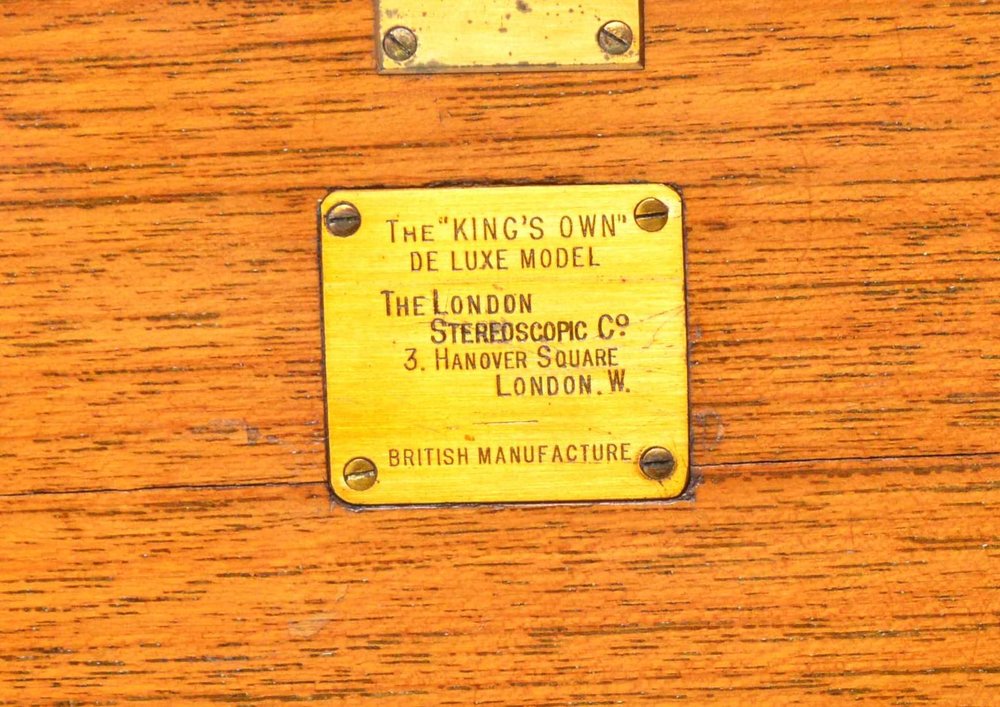 THE "KING'S OWN"
DE LUXE MODEL
THE LONDON
STEREOSCOPIC Cº
3. HANOVER SQUARE
LONDON. W.
BRITISH MANUFACTURE